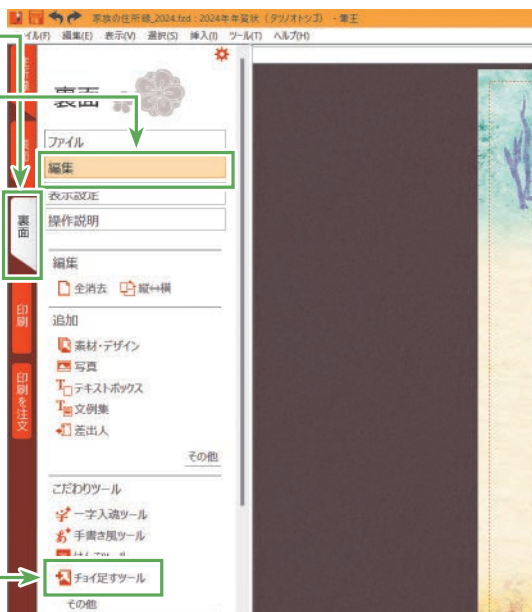 家族の住所録_2024.fzd : 2024年年賀状 (タツノオトシゴ) - 筆王
イル(F) 編集(E) 表示(V) 選択(S) 挿入(I) ツール(T) ヘルプ(H)
裏面
ファイル
編集
表示設定
操作説明
裏面
編集
全消去 縦⇔横
印刷
追加
素材・デザイン
写真
テキストボックス
文例集
差出人
印刷を注文
その他
こだわりツール
一字入魂ツール
手書き風ツール
はんこツール
チョイ足すツール
その他